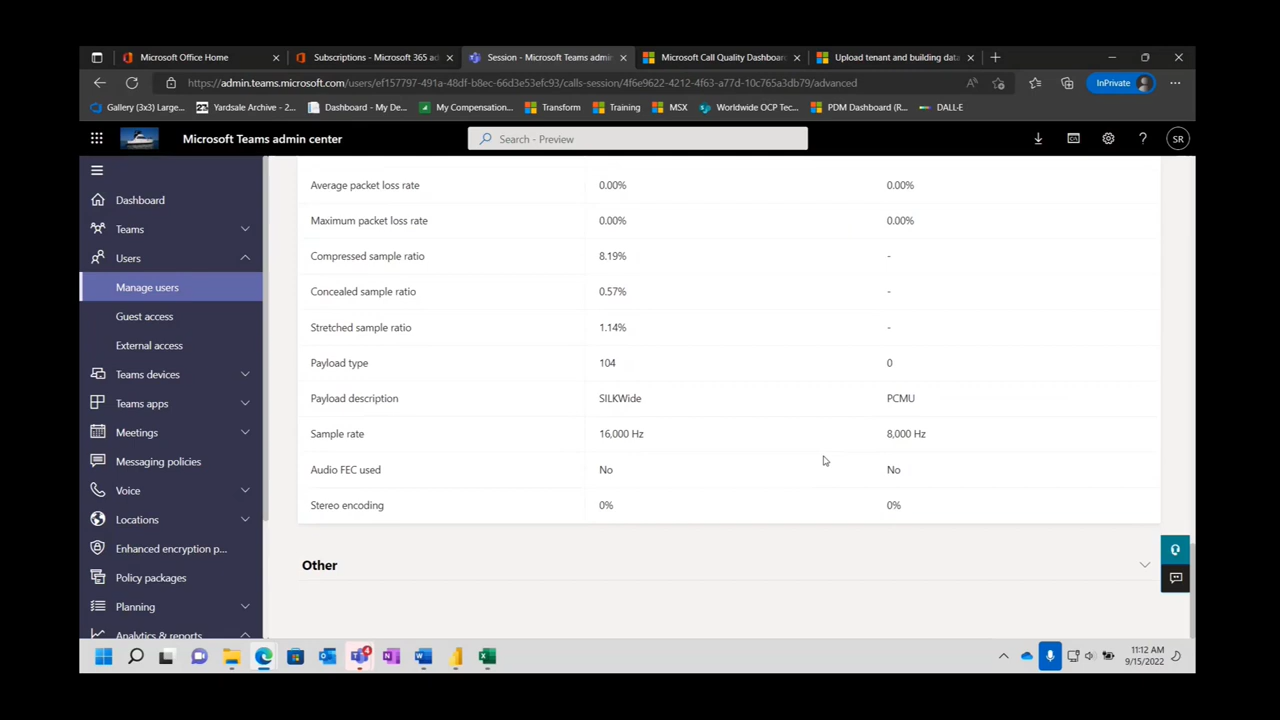 Microsoft Office Home
Subscriptions - Microsoft 365 ad
Session - Microsoft Teams admin
Microsoft Call Quality Dashboard
Upload tenant and building data
https://admin.teams.microsoft.com/users/ef157797-491a-48df-b8ec-66d3e53efc93/calls-session/4f6e9622-4212-4f63-a77d-10c765a3db79/advanced
InPrivate
Gallery (3x3) Large...
Yardsale Archive - 2...
Dashboard - My De...
My Compensation...
Transform
Training
MSX
Worldwide OCP Tec...
PDM Dashboard (R...
DALL-E
Microsoft Teams admin center
Search - Preview
SR
Dashboard
Teams
Users
Manage users
Guest access
External access
Teams devices
Teams apps
Meetings
Messaging policies
Voice
Locations
Enhanced encryption p...
Policy packages
Planning
Analytics & reports
Average packet loss rate 0.00% 0.00%
Maximum packet loss rate 0.00% 0.00%
Compressed sample ratio 8.19% -
Concealed sample ratio 0.57% -
Stretched sample ratio 1.14% -
Payload type 104 0
Payload description SILKWide PCMU
Sample rate 16,000 Hz 8,000 Hz
Audio FEC used No No
Stereo encoding 0% 0%
Other
4
11:12 AM
9/15/2022